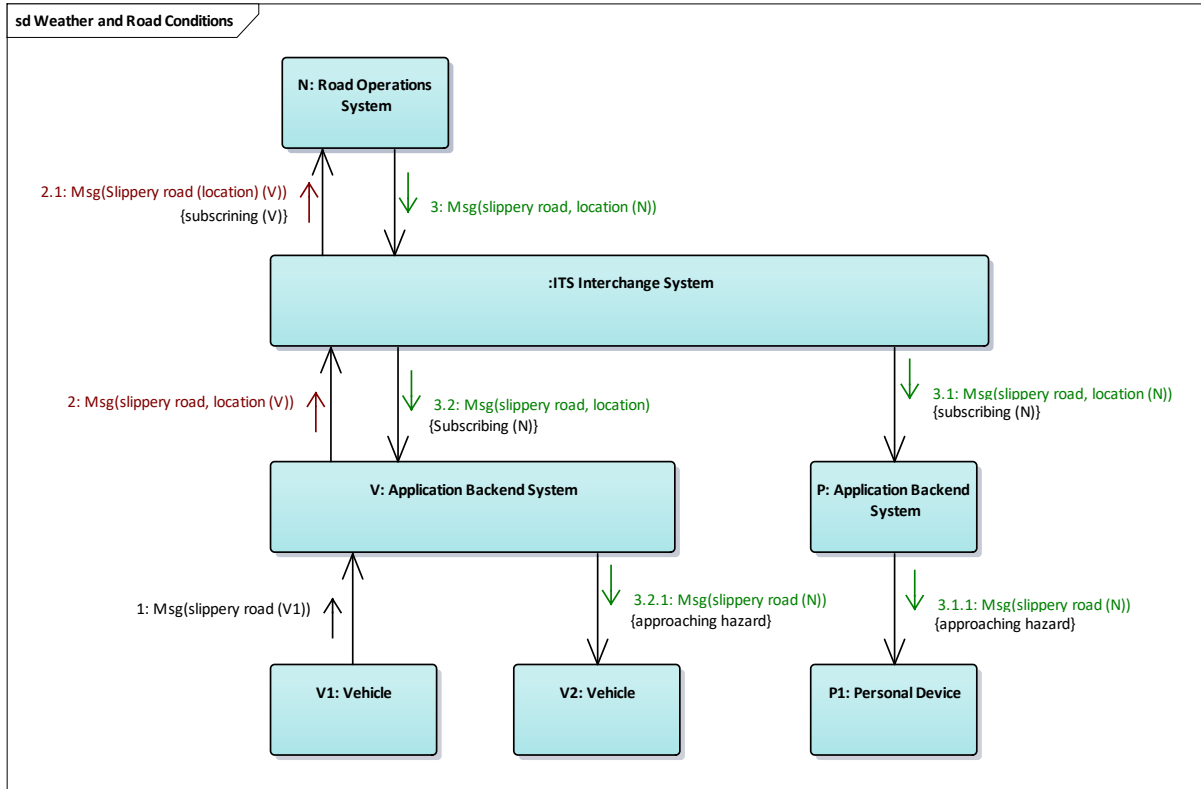 sd Weather and Road Conditions
N: Road Operations
System
2.1: Msg(Slippery road (location) (V))
{subscrining (V)}
3: Msg(slippery road, location (N))
:ITS Interchange System
2: Msg(slippery road, location (V))
3.2: Msg(slippery road, location)
{Subscribing (N)}
3.1: Msg(slippery road, location (N))
{subscribing (N)}
V: Application Backend System
P: Application Backend
System
1: Msg(slippery road (V1))
3.2.1: Msg(slippery road (N))
{approaching hazard}
3.1.1: Msg(slippery road (N))
{approaching hazard}
V1: Vehicle
V2: Vehicle
P1: Personal Device